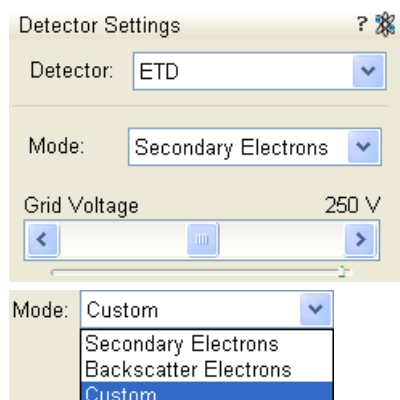 Detector Settings ?
Detector: ETD
Mode: Secondary Electrons
Grid Voltage 250 V
Mode: Custom
Secondary Electrons
Backscatter Electrons
Custom